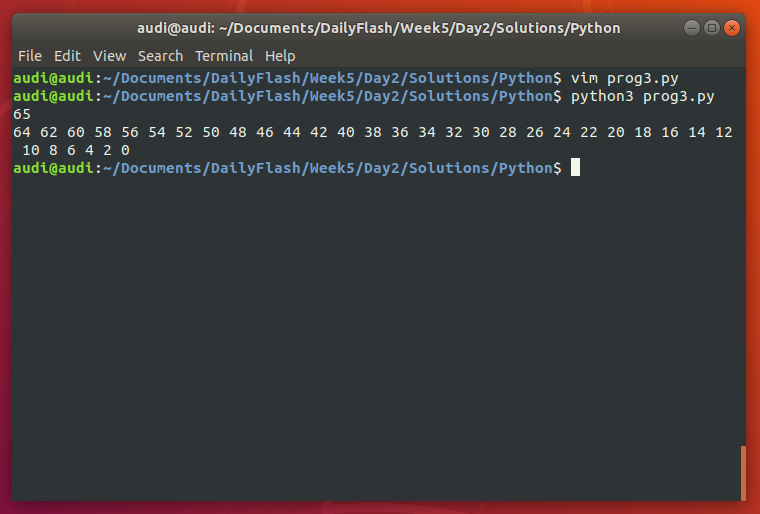 audi@audi: ~/Documents/DailyFlash/Week5/Day2/Solutions/Python
File Edit View Search Terminal Help
audi@audi:~/Documents/DailyFlash/Week5/Day2/Solutions/Python$ vim prog3.py
audi@audi:~/Documents/DailyFlash/Week5/Day2/Solutions/Python$ python3 prog3.py
65
64 62 60 58 56 54 52 50 48 46 44 42 40 38 36 34 32 30 28 26 24 22 20 18 16 14 12
10 8 6 4 2 0
audi@audi:~/Documents/DailyFlash/Week5/Day2/Solutions/Python$